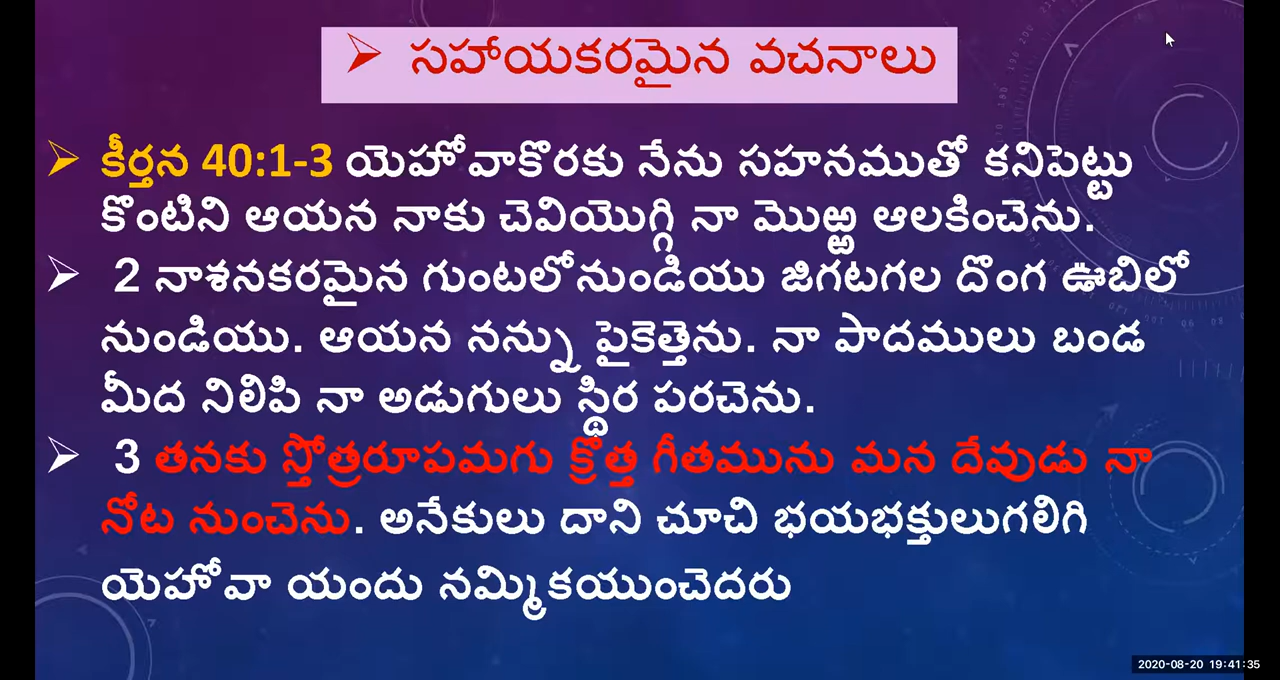 ➢ సహాయకరమైన వచనాలు
➢ కీర్తన 40:1-3 యెహోవాకొరకు నేను సహనముతో కనిపెట్టు
కొంటిని ఆయన నాకు చెవియొగ్గి నా మొఱ్ఱ ఆలకించెను.
➢ 2 నాశనకరమైన గుంటలోనుండియు జిగటగల దొంగ ఊబిలో
నుండియు. ఆయన నన్ను పైకెత్తెను. నా పాదములు బండ
మీద నిలిపి నా అడుగులు స్థిర పరచెను.
➢ 3 తనకు స్తోత్రరూపమగు క్రొత్త గీతమును మన దేవుడు నా
నోట నుంచెను. అనేకులు దాని చూచి భయభక్తులుగలిగి
యెహోవా యందు నమ్మికయుంచెదరు
2020-08-20 19:41:35